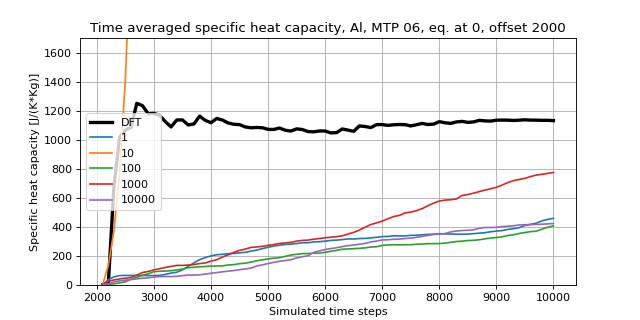 Time averaged specific heat capacity, Al, MTP 06, eq. at 0, offset 2000
Specific heat capacity [J/(K*Kg)]
1600
1400
1200
1000
800
600
400
200
0
DFT
1
10
100
1000
10000
2000 3000 4000 5000 6000 7000 8000 9000 10000
Simulated time steps